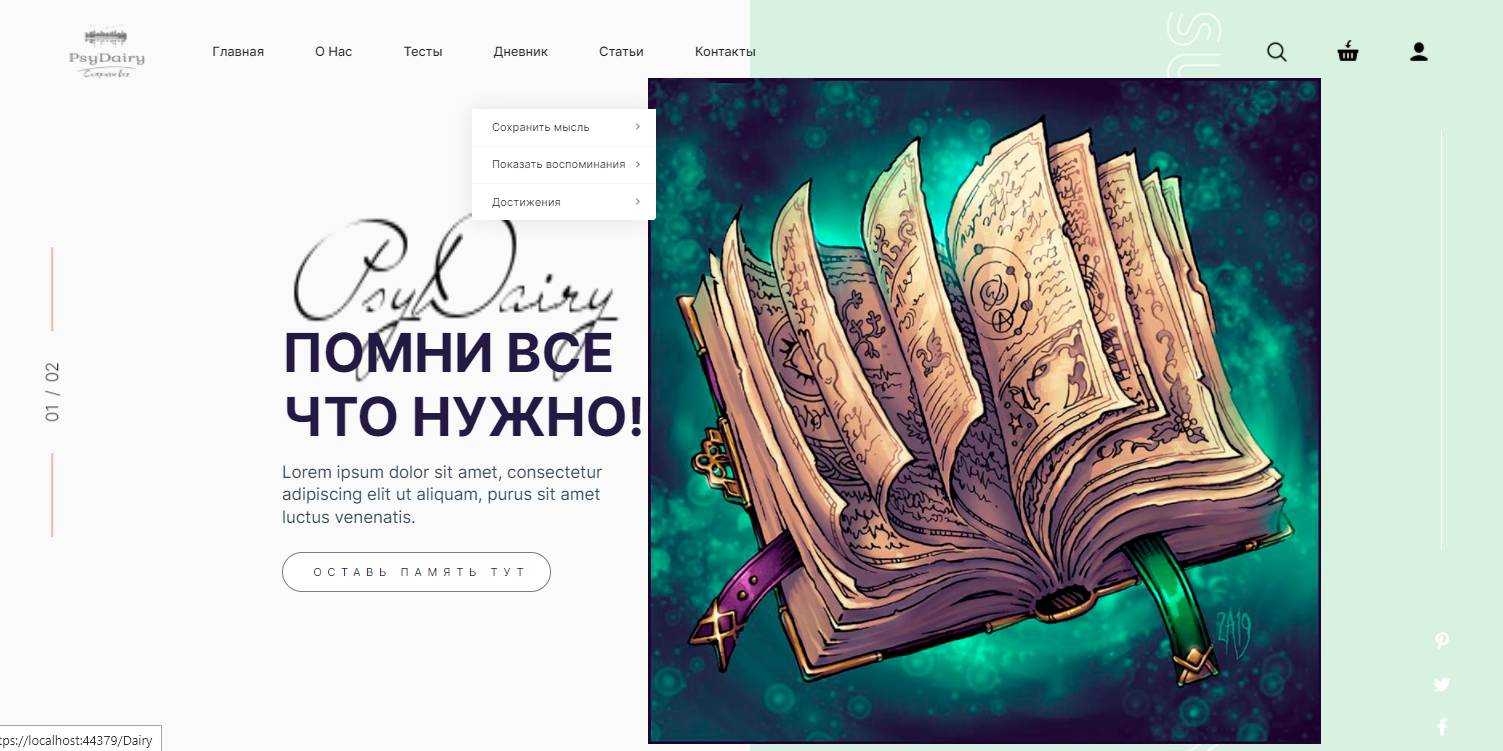 PsyDairy
Сохрани все
Главная
О Нас
Тесты
Дневник
Статьи
Контакты
Сохранить мысль
Показать воспоминания
Достижения
PsyDairy
ПОМНИ ВСЕ
ЧТО НУЖНО!
Lorem ipsum dolor sit amet, consectetur
adipiscing elit ut aliquam, purus sit amet
luctus venenatis.
ОСТАВЬ ПАМЯТЬ ТУТ
01 / 02
2A19
tps://localhost:44379/Dairy